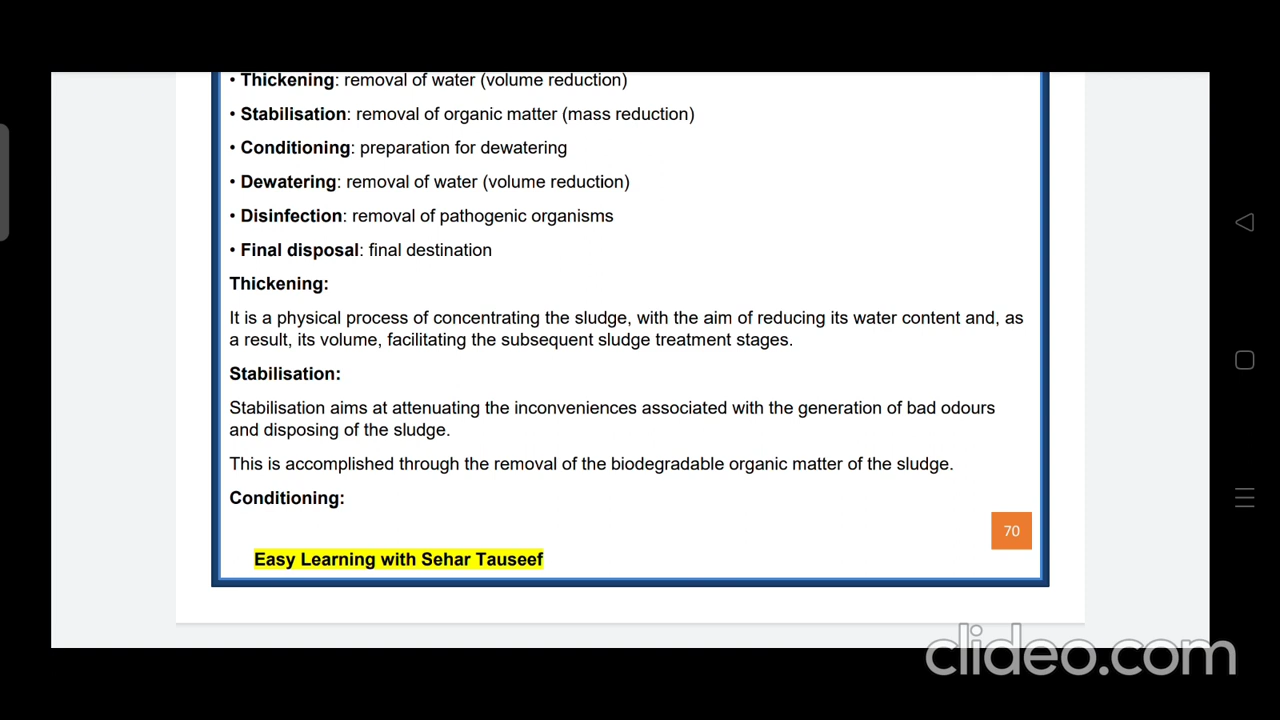 • Thickening: removal of water (volume reduction)
• Stabilisation: removal of organic matter (mass reduction)
• Conditioning: preparation for dewatering
• Dewatering: removal of water (volume reduction)
• Disinfection: removal of pathogenic organisms
• Final disposal: final destination
Thickening:
It is a physical process of concentrating the sludge, with the aim of reducing its water content and, as
a result, its volume, facilitating the subsequent sludge treatment stages.
Stabilisation:
Stabilisation aims at attenuating the inconveniences associated with the generation of bad odours
and disposing of the sludge.
This is accomplished through the removal of the biodegradable organic matter of the sludge.
Conditioning:
70
Easy Learning with Sehar Tauseef
clideo.com